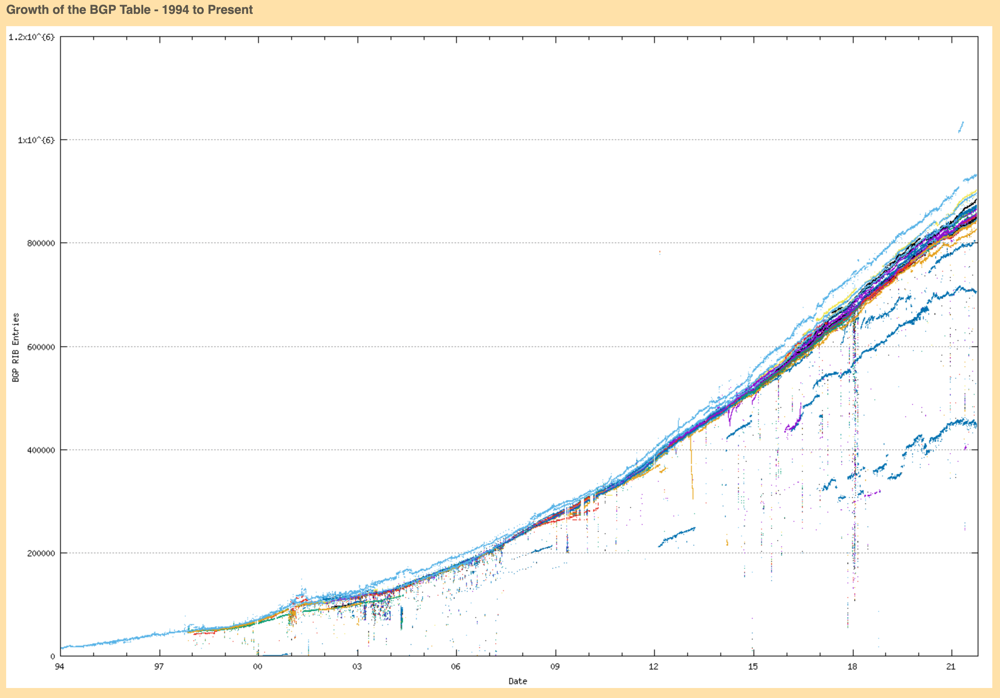 Growth of the BGP Table - 1994 to Present
1.2x10^{6}
1x10^{6}
800000
600000
400000
200000
0
BGP RIB Entries
94 97 00 03 06 09 12 15 18 21
Date